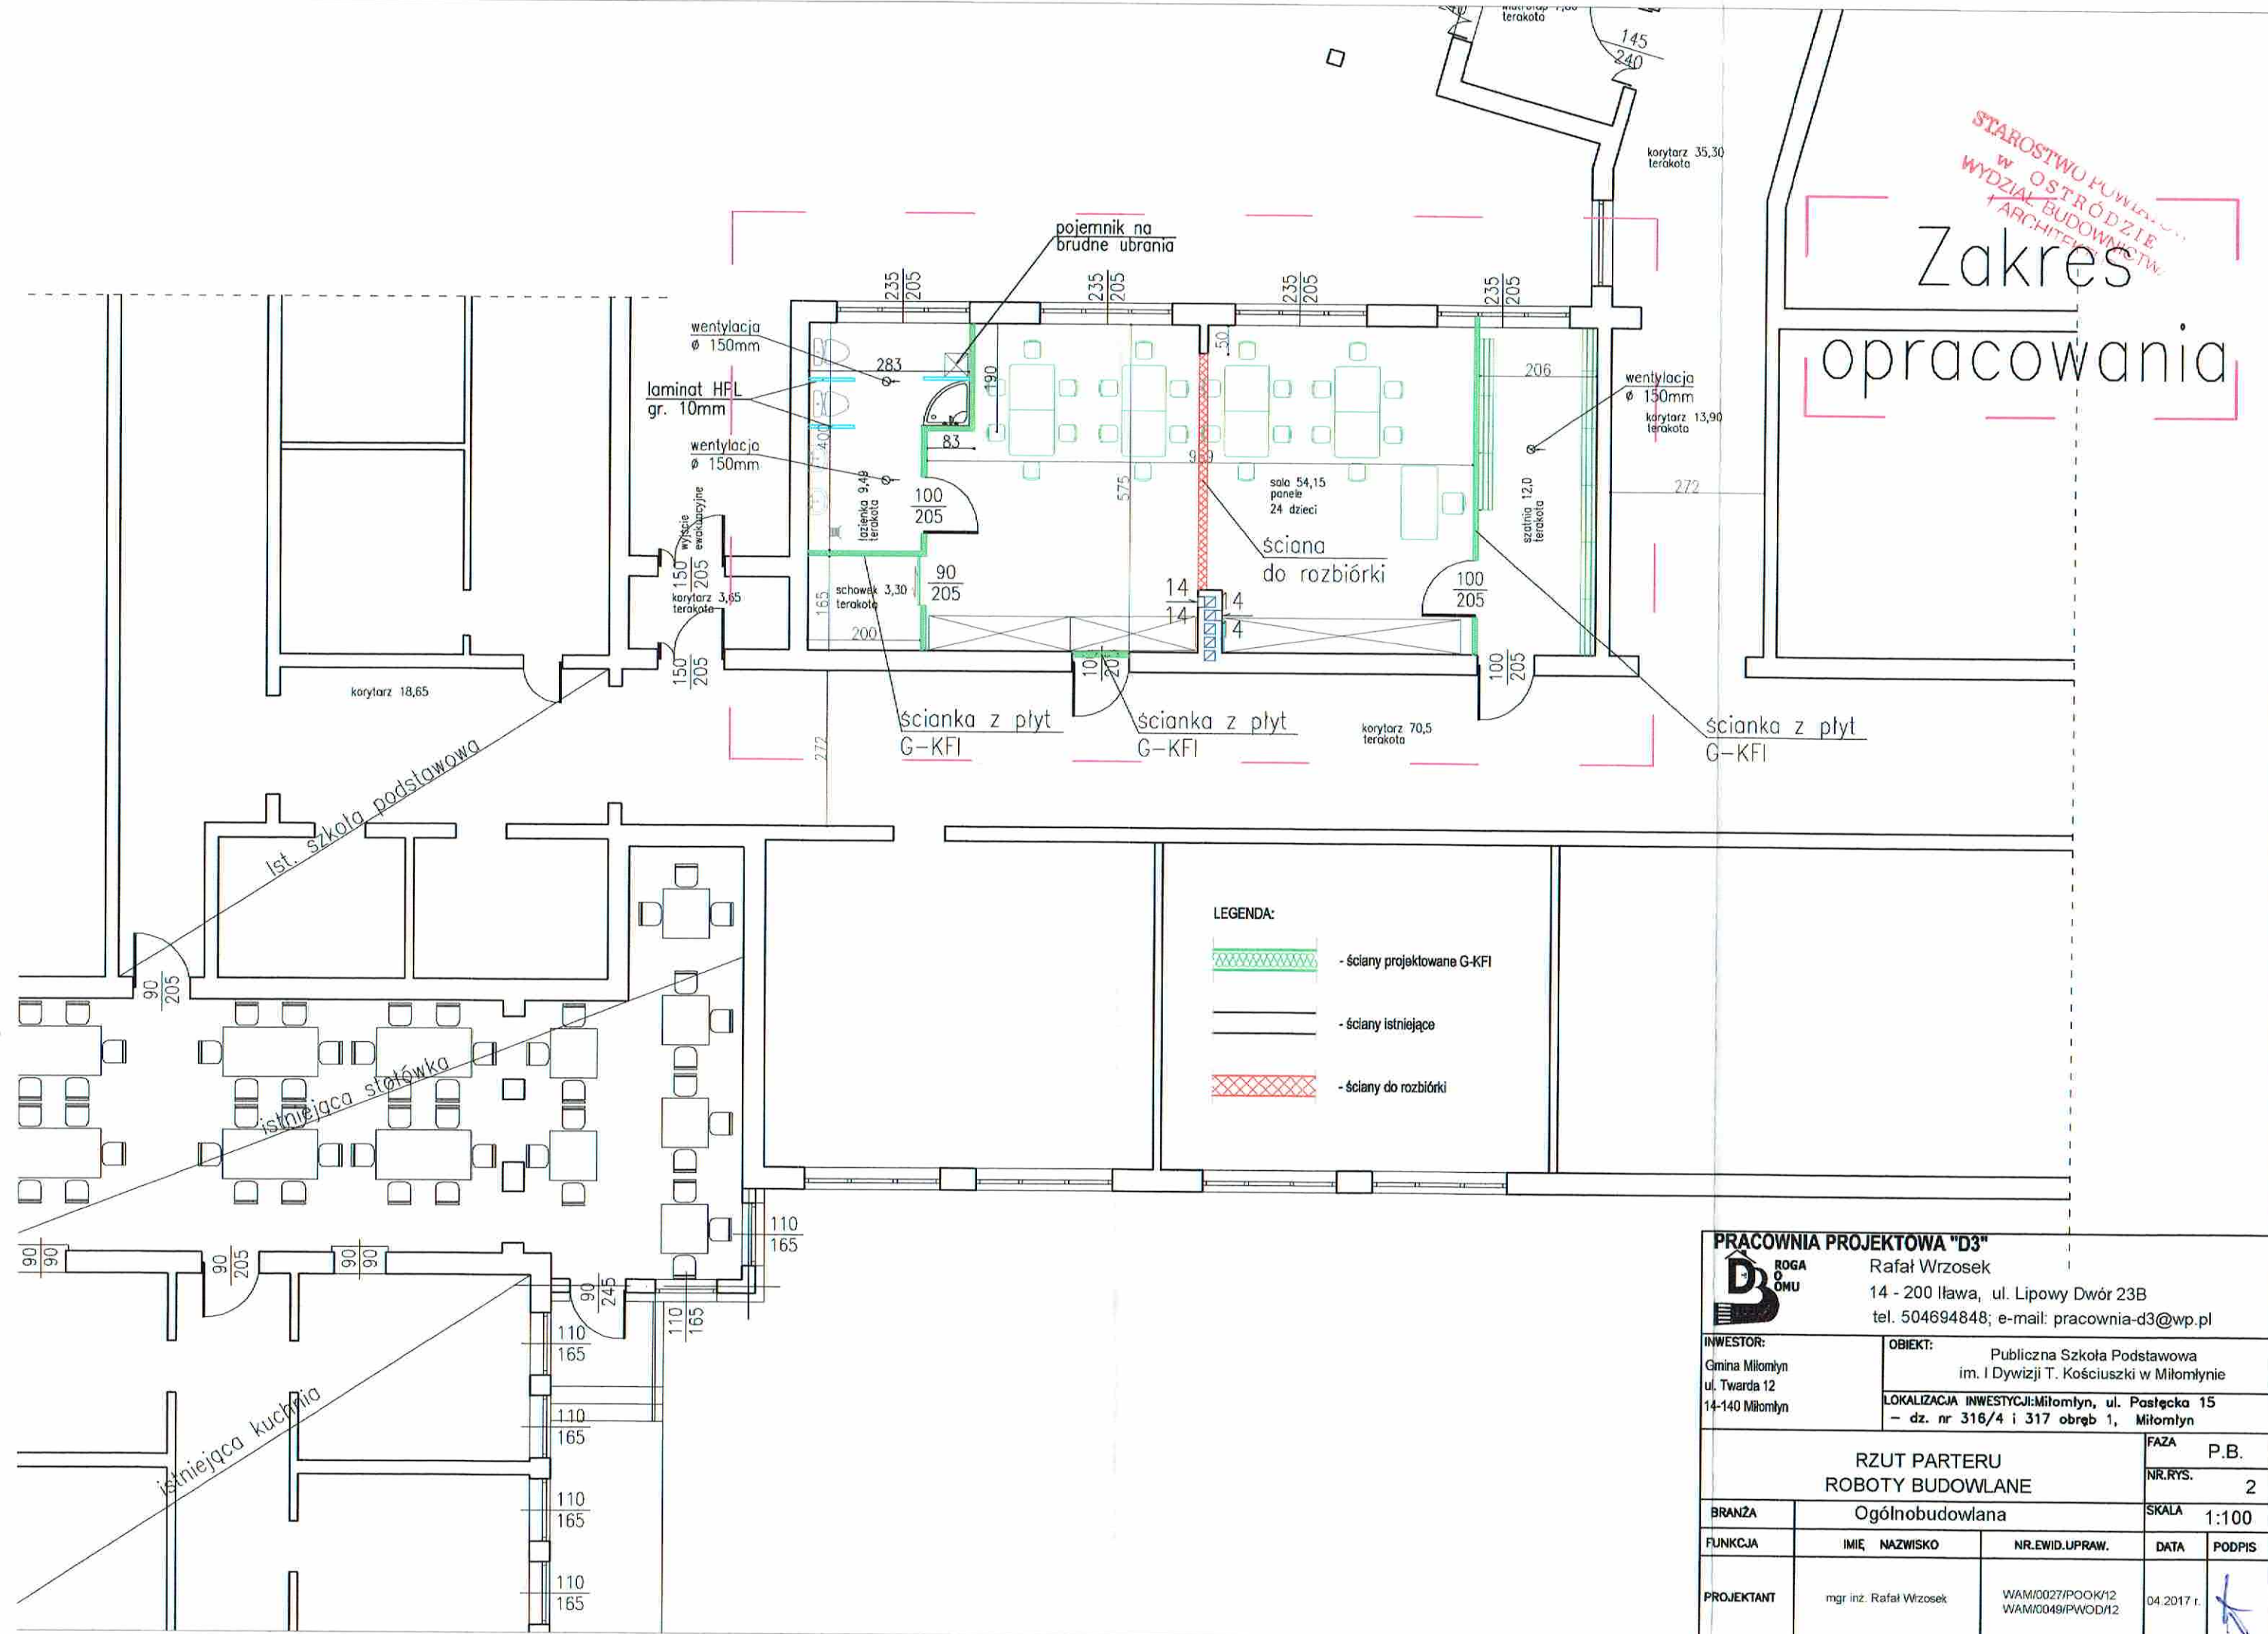 terakota
145
240
korytarz 35,30
terakota
STAROSTWO
W OSTRÓDZIE
WYDZIAŁ BUDOWNICTWA
Zakres
opracowania
pojemnik na
brudne ubrania
235
205
235
205
235
205
235
205
wentylacja
ø 150mm
laminat HPL
gr. 10mm
wentylacja
ø 150mm
283
190
83
400
50
206
wentylacja
ø 150mm
korytarz 13,90
terakota
272
575
łazienka 9,49
terakota
100
205
sala 54,15
panele
24 dzieci
szatnia 12,0
terakota
ściana
do rozbiórki
wyjście
ewakuacyjne
150
205
korytarz 3,65
terakota
schowek 3,30
terakota
165
200
90
205
14
14
14
14
100
205
150
205
100
205
korytarz 18,65
272
ścianka z płyt
G-KFI
ścianka z płyt
G-KFI
korytarz 70,5
terakota
ścianka z płyt
G-KFI
Ist. szkoła podstawowa
LEGENDA:
- ściany projektowane G-KFI
- ściany istniejące
- ściany do rozbiórki
90
205
istniejąca stołówka
110
165
90
90
90
205
90
90
90
245
110
165
110
165
110
165
110
165
110
165
istniejąca kuchnia
PRACOWNIA PROJEKTOWA "D3"
D3
ROGA
O
OMU
Rafał Wrzosek
14 - 200 Iława, ul. Lipowy Dwór 23B
tel. 504694848; e-mail: pracownia-d3@wp.pl
INWESTOR:
Gmina Miłomłyn
ul. Twarda 12
14-140 Miłomłyn
OBIEKT:
Publiczna Szkoła Podstawowa
im. I Dywizji T. Kościuszki w Miłomłynie
LOKALIZACJA INWESTYCJI:Miłomłyn, ul. Pasłęcka 15
- dz. nr 316/4 i 317 obręb 1, Miłomłyn
RZUT PARTERU
ROBOTY BUDOWLANE
FAZA P.B.
NR.RYS. 2
BRANŻA Ogólnobudowlana SKALA 1:100
FUNKCJA IMIĘ NAZWISKO NR.EWID.UPRAW. DATA PODPIS
PROJEKTANT mgr inż. Rafał Wrzosek WAM/0027/POOK/12
WAM/0049/PWOD/12 04.2017 r.